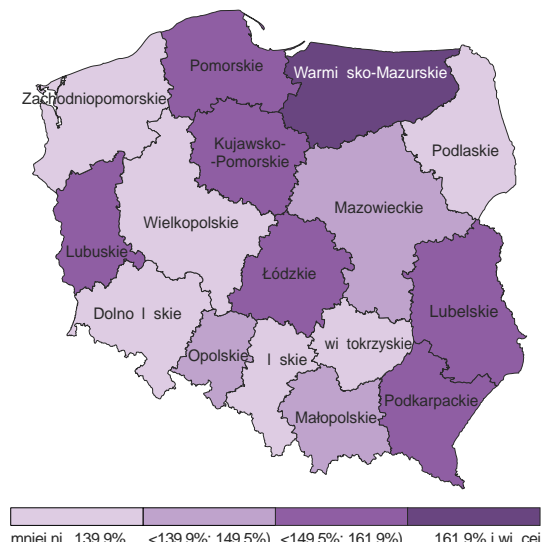 Pomorskie
Warmi sko-Mazurskie
Zachodniopomorskie
Kujawsko-
-Pomorskie
Podlaskie
Mazowieckie
Wielkopolskie
Lubuskie
Łódzkie
Dolno l skie
Lubelskie
Opolskie
l skie
wi tokrzyskie
Podkarpackie
Małopolskie
mniej ni 139,9% <139,9%; 149,5%) <149,5%; 161,9%) 161,9% i wi cej